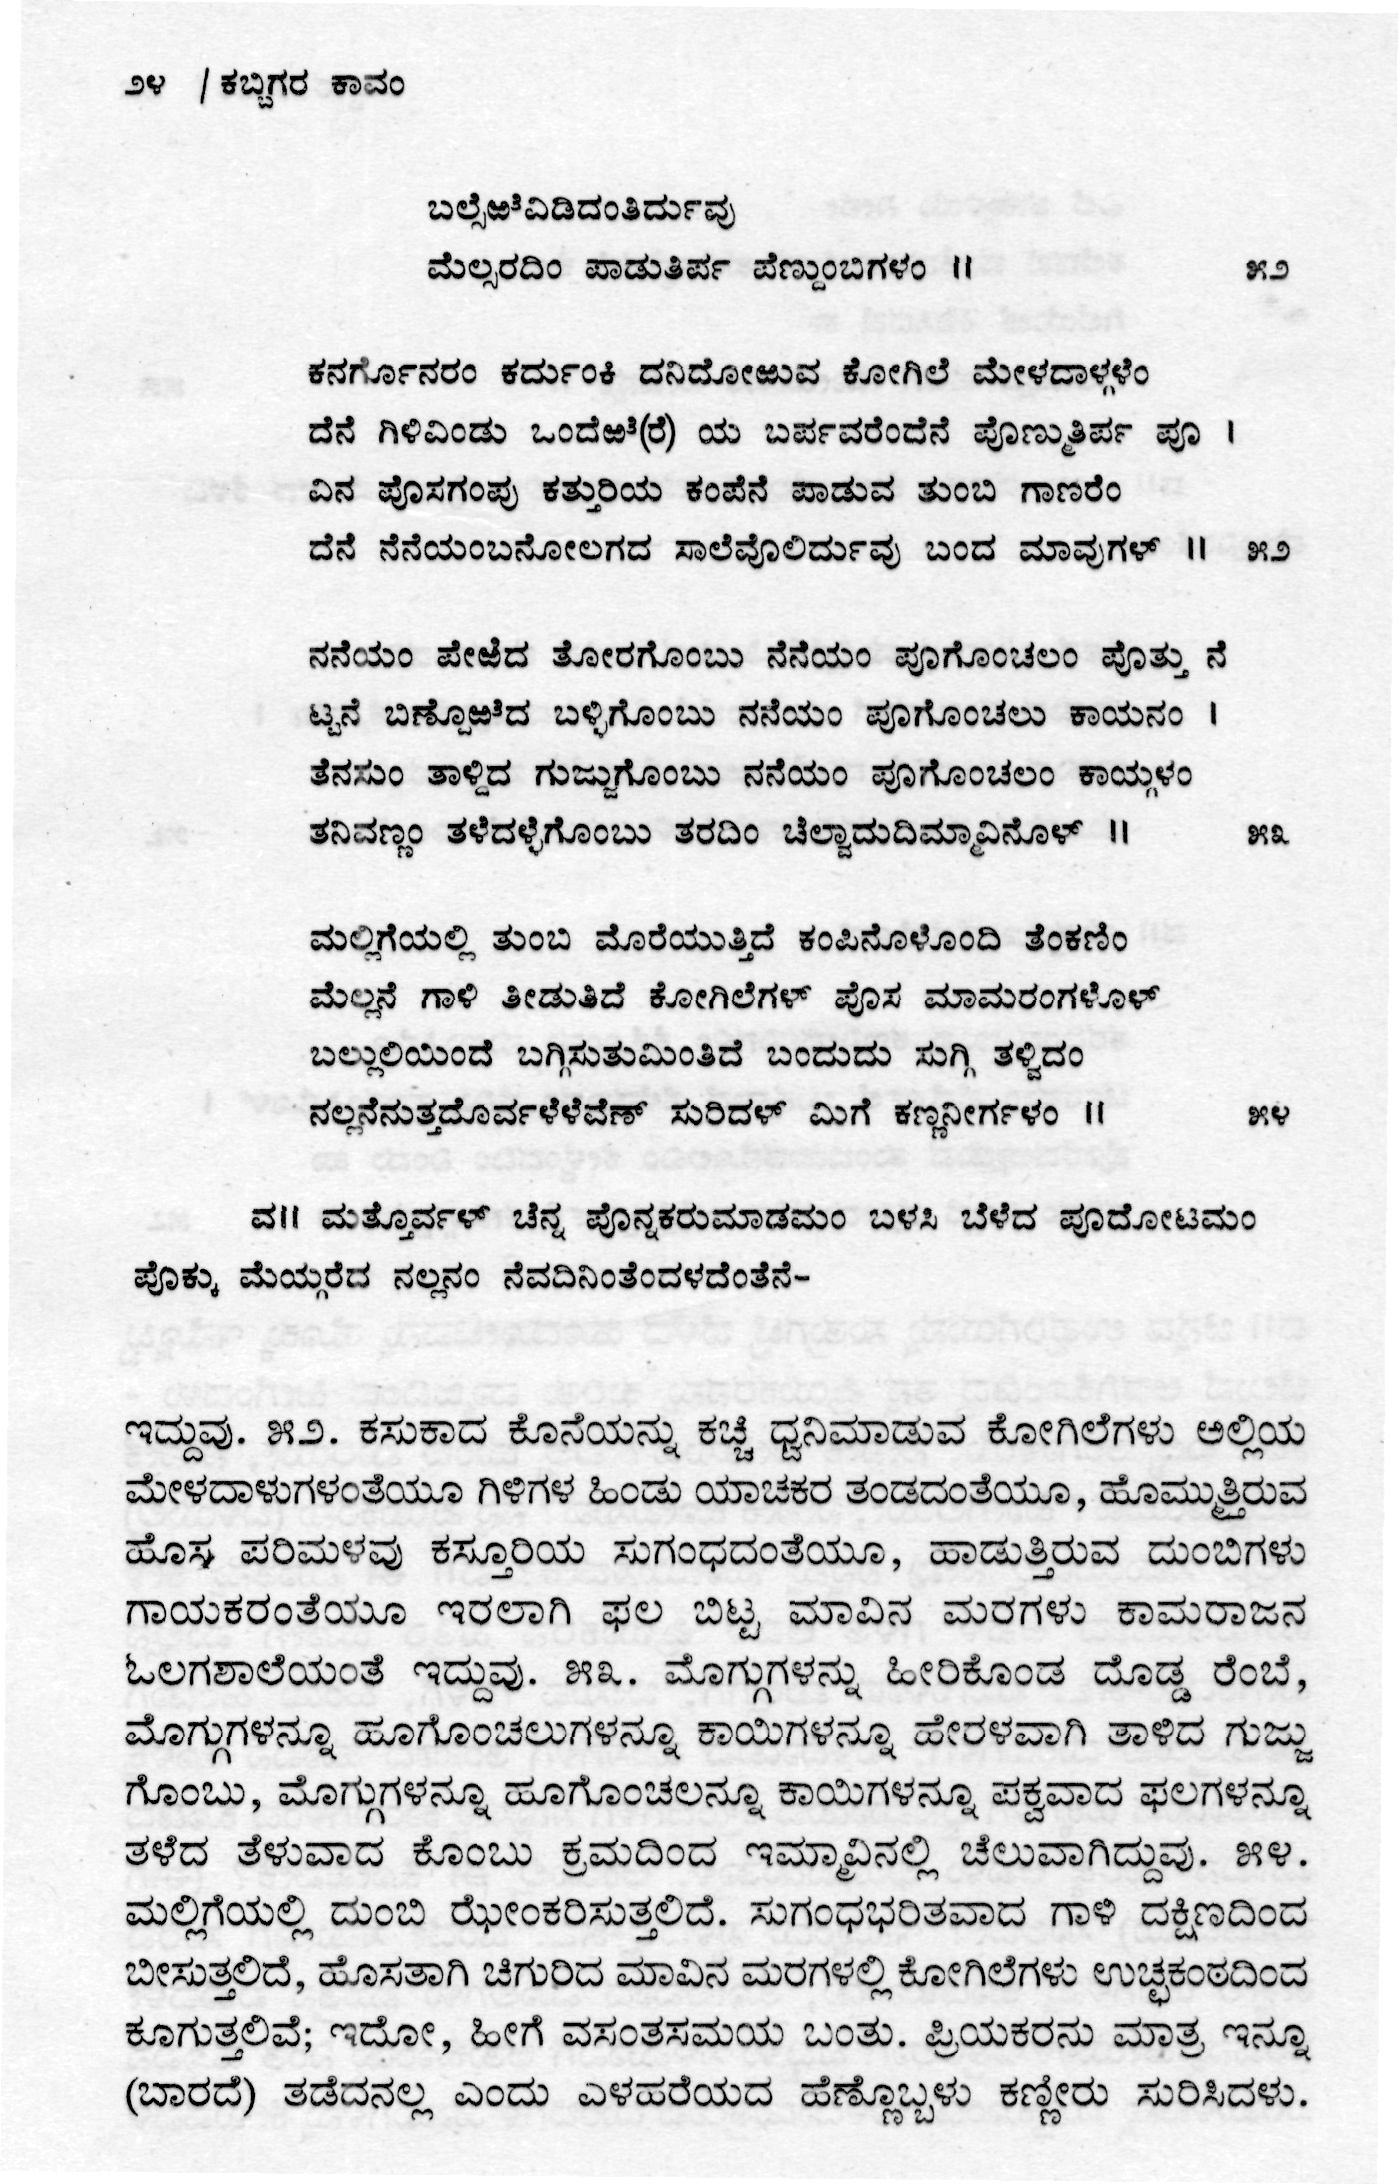 ೨೪ / ಕಬ್ಬಿಗರ ಕಾವಂ
ಬಲ್ಸೆಱೆವಿಡಿದಂತಿರ್ದುವು
ಮೆಲ್ಸರದಿಂ ಪಾಡುತಿರ್ಪ ಪೆಣ್ದುಂಬಿಗಳಂ ॥ ೫೨
ಕನರ್ಗೊನರಂ ಕರ್ದುಂಕಿ ದನಿದೋಱುವ ಕೋಗಿಲೆ ಮೇಳದಾಳ್ಗಳೆಂ
ದೆನೆ ಗಿಳಿವಿಂಡು ಒಂದೆಱೆ(ರೆ) ಯ ಬರ್ಪವರೆಂದೆನೆ ಪೊಣ್ಮುತಿರ್ಪ ಪೂ ।
ವಿನ ಪೊಸಗಂಪು ಕತ್ತುರಿಯ ಕಂಪೆನೆ ಪಾಡುವ ತುಂಬಿ ಗಾಣರೆಂ
ದೆನೆ ನೆನೆಯಂಬನೋಲಗದ ಸಾಲೆವೊಲಿರ್ದುವು ಬಂದ ಮಾವುಗಳ್ ॥ ೫೨
ನನೆಯಂ ಪೇಱಿದ ತೋರಗೊಂಬು ನೆನೆಯಂ ಪೂಗೊಂಚಲಂ ಪೊತ್ತು ನೆ
ಟ್ಟನೆ ಬಿಣ್ಪೊಱೆದ ಬಳ್ಳಿಗೊಂಬು ನನೆಯಂ ಪೂಗೊಂಚಲು ಕಾಯನಂ ।
ತೆನಸುಂ ತಾಳ್ದಿದ ಗುಜ್ಜುಗೊಂಬು ನನೆಯಂ ಪೂಗೊಂಚಲಂ ಕಾಯ್ಗಳಂ
ತನಿವಣ್ಣಂ ತಳೆದಳ್ಳೆಗೊಂಬು ತರದಿಂ ಚೆಲ್ವಾದುದಿಮ್ಮಾವಿನೊಳ್ ॥ ೫೩
ಮಲ್ಲಿಗೆಯಲ್ಲಿ ತುಂಬಿ ಮೊರೆಯುತ್ತಿದೆ ಕಂಪಿನೊಳೊಂದಿ ತೆಂಕಣಿಂ
ಮೆಲ್ಲನೆ ಗಾಳಿ ತೀಡುತಿದೆ ಕೋಗಿಲೆಗಳ್ ಪೊಸ ಮಾಮರಂಗಳೊಳ್
ಬಲ್ಲುಲಿಯಿಂದೆ ಬಗ್ಗಿಸುತುಮಿಂತಿದೆ ಬಂದುದು ಸುಗ್ಗಿ ತಳ್ವಿದಂ
ನಲ್ಲನೆನುತ್ತದೊರ್ವಳೆಳೆವೆಣ್ ಸುರಿದಳ್ ಮಿಗೆ ಕಣ್ಣನೀರ್ಗಳಂ ॥ ೫೪
ವ॥ ಮತ್ತೊರ್ವಳ್ ಚೆನ್ನ ಪೊನ್ನಕರುಮಾಡಮಂ ಬಳಸಿ ಬೆಳೆದ ಪೂದೋಟಮಂ
ಪೊಕ್ಕು ಮೆಯ್ಗರೆದ ನಲ್ಲನಂ ನೆವದಿನಿಂತೆಂದಳದೆಂತೆನೆ-
ಇದ್ದುವು. ೫೨. ಕಸುಕಾದ ಕೊನೆಯನ್ನು ಕಚ್ಚಿ ಧ್ವನಿಮಾಡುವ ಕೋಗಿಲೆಗಳು ಅಲ್ಲಿಯ
ಮೇಳದಾಳುಗಳಂತೆಯೂ ಗಿಳಿಗಳ ಹಿಂಡು ಯಾಚಕರ ತಂಡದಂತೆಯೂ, ಹೊಮ್ಮುತ್ತಿರುವ
ಹೊಸ ಪರಿಮಳವು ಕಸ್ತೂರಿಯ ಸುಗಂಧದಂತೆಯೂ, ಹಾಡುತ್ತಿರುವ ದುಂಬಿಗಳು
ಗಾಯಕರಂತೆಯೂ ಇರಲಾಗಿ ಫಲ ಬಿಟ್ಟ ಮಾವಿನ ಮರಗಳು ಕಾಮರಾಜನ
ಓಲಗಶಾಲೆಯಂತೆ ಇದ್ದುವು. ೫೩. ಮೊಗ್ಗುಗಳನ್ನು ಹೀರಿಕೊಂಡ ದೊಡ್ಡ ರೆಂಬೆ,
ಮೊಗ್ಗುಗಳನ್ನೂ ಹೂಗೊಂಚಲುಗಳನ್ನೂ ಕಾಯಿಗಳನ್ನೂ ಹೇರಳವಾಗಿ ತಾಳಿದ ಗುಜ್ಜು
ಗೊಂಬು, ಮೊಗ್ಗುಗಳನ್ನೂ ಹೂಗೊಂಚಲನ್ನೂ ಕಾಯಿಗಳನ್ನೂ ಪಕ್ವವಾದ ಫಲಗಳನ್ನೂ
ತಳೆದ ತೆಳುವಾದ ಕೊಂಬು ಕ್ರಮದಿಂದ ಇಮ್ಮಾವಿನಲ್ಲಿ ಚೆಲುವಾಗಿದ್ದುವು. ೫೪.
ಮಲ್ಲಿಗೆಯಲ್ಲಿ ದುಂಬಿ ಝೇಂಕರಿಸುತ್ತಲಿದೆ. ಸುಗಂಧಭರಿತವಾದ ಗಾಳಿ ದಕ್ಷಿಣದಿಂದ
ಬೀಸುತ್ತಲಿದೆ, ಹೊಸತಾಗಿ ಚಿಗುರಿದ ಮಾವಿನ ಮರಗಳಲ್ಲಿ ಕೋಗಿಲೆಗಳು ಉಚ್ಛಕಂಠದಿಂದ
ಕೂಗುತ್ತಲಿವೆ; ಇದೋ, ಹೀಗೆ ವಸಂತಸಮಯ ಬಂತು. ಪ್ರಿಯಕರನು ಮಾತ್ರ ಇನ್ನೂ
(ಬಾರದೆ) ತಡೆದನಲ್ಲ ಎಂದು ಎಳಹರೆಯದ ಹೆಣ್ಣೊಬ್ಬಳು ಕಣ್ಣೀರು ಸುರಿಸಿದಳು.